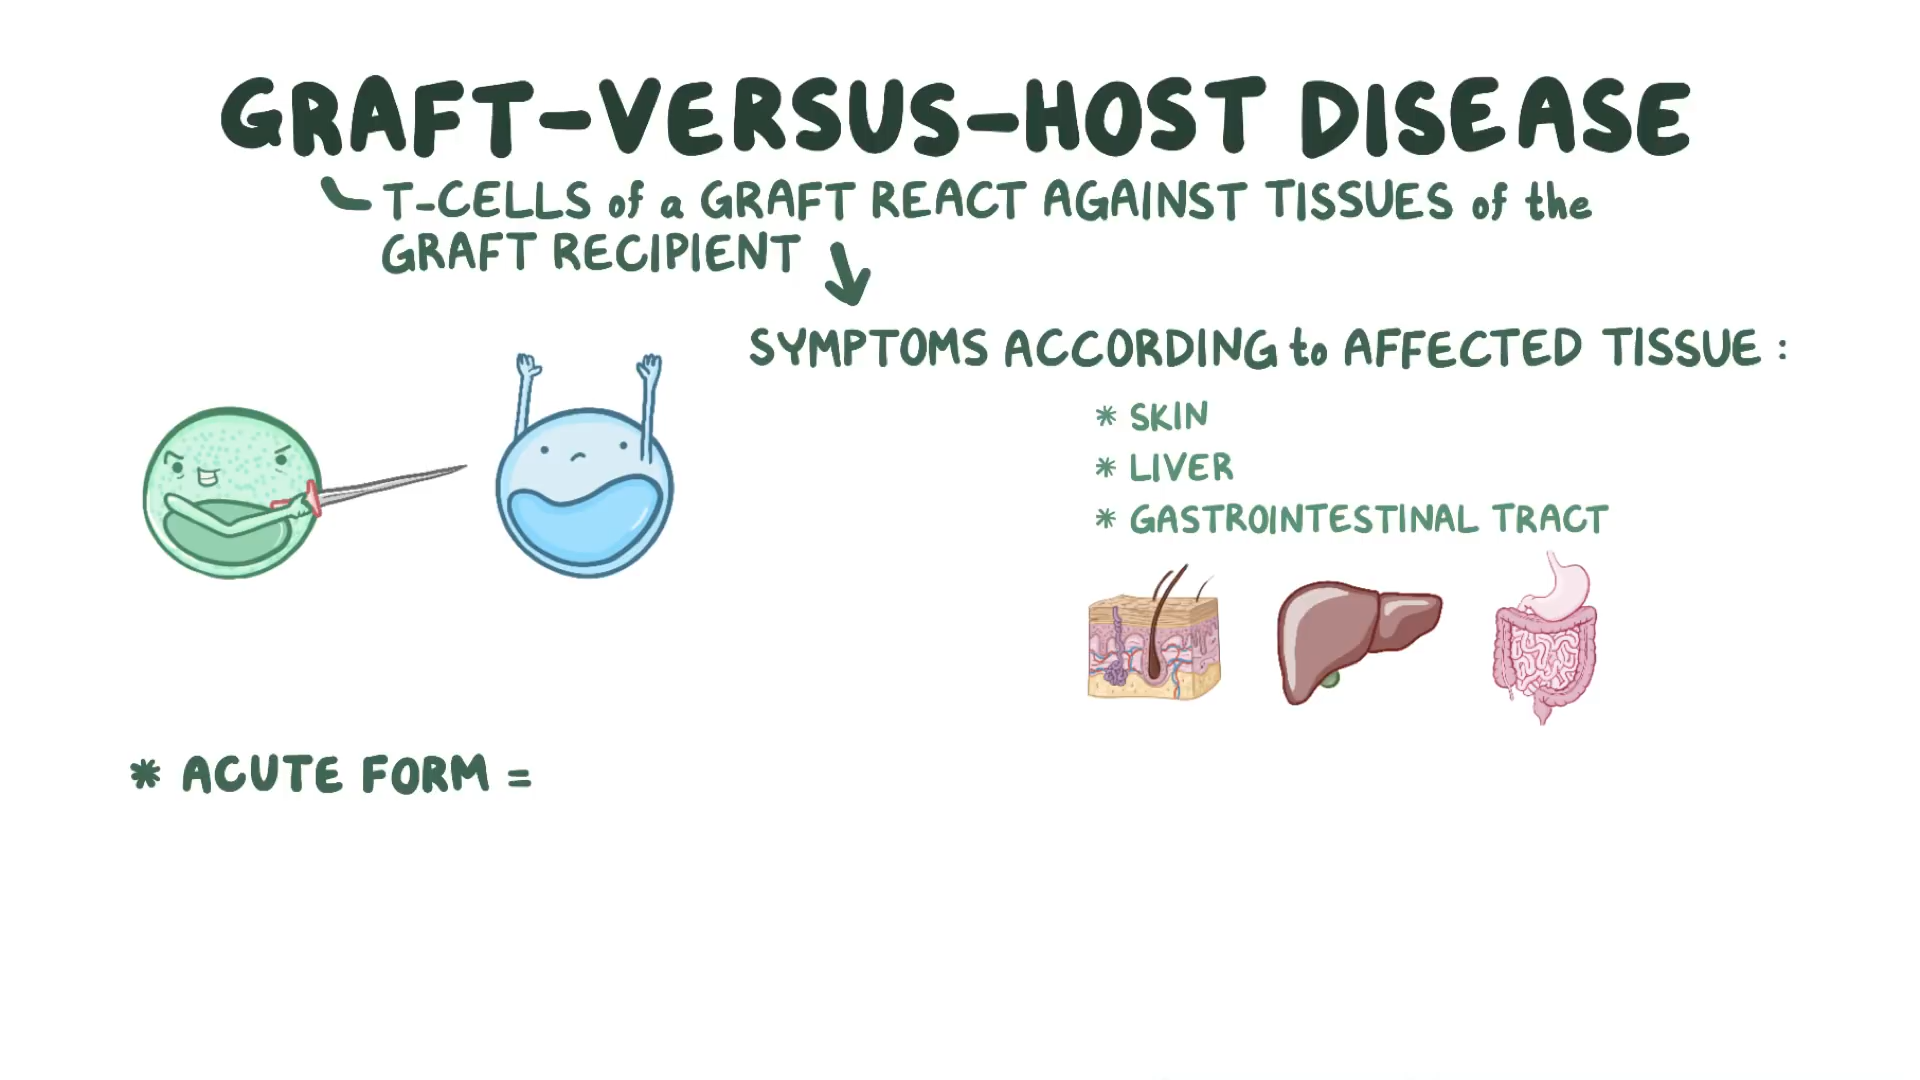 GRAFT-VERSUS-HOST DISEASE
T-CELLS of a GRAFT REACT AGAINST TISSUES of the
GRAFT RECIPIENT
SYMPTOMS ACCORDING to AFFECTED TISSUE :
* SKIN
* LIVER
* GASTROINTESTINAL TRACT
* ACUTE FORM =